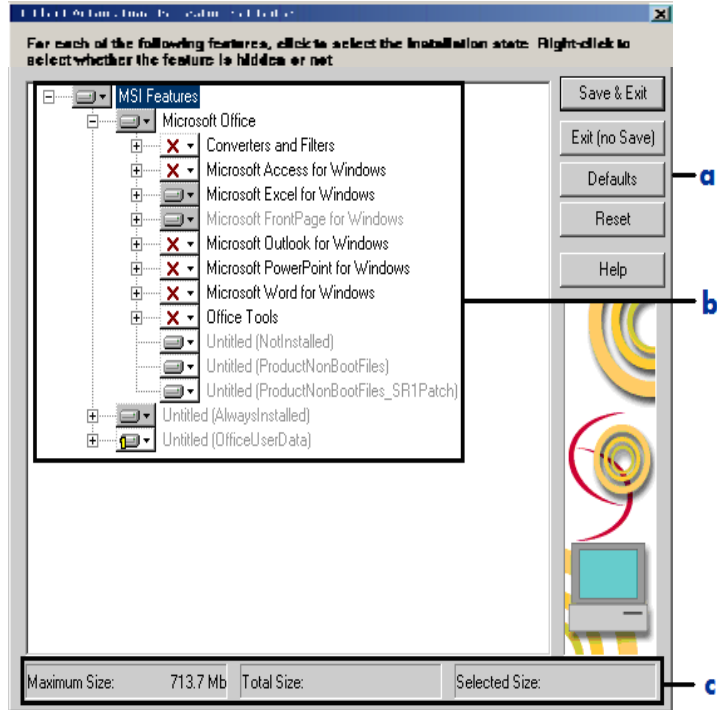 For each of the following features, click to select the installation state. Right-click to
select whether the feature is hidden or not
MSI Features
Microsoft Office
Converters and Filters
Microsoft Access for Windows
Microsoft Excel for Windows
Microsoft FrontPage for Windows
Microsoft Outlook for Windows
Microsoft PowerPoint for Windows
Microsoft Word for Windows
Office Tools
Untitled (NotInstalled)
Untitled (ProductNonBootFiles)
Untitled (ProductNonBootFiles_SR1Patch)
Untitled (AlwaysInstalled)
Untitled (OfficeUserData)
Save & Exit
Exit (no Save)
Defaults
Reset
Help
a
b
Maximum Size: 713.7 Mb Total Size: Selected Size:
c